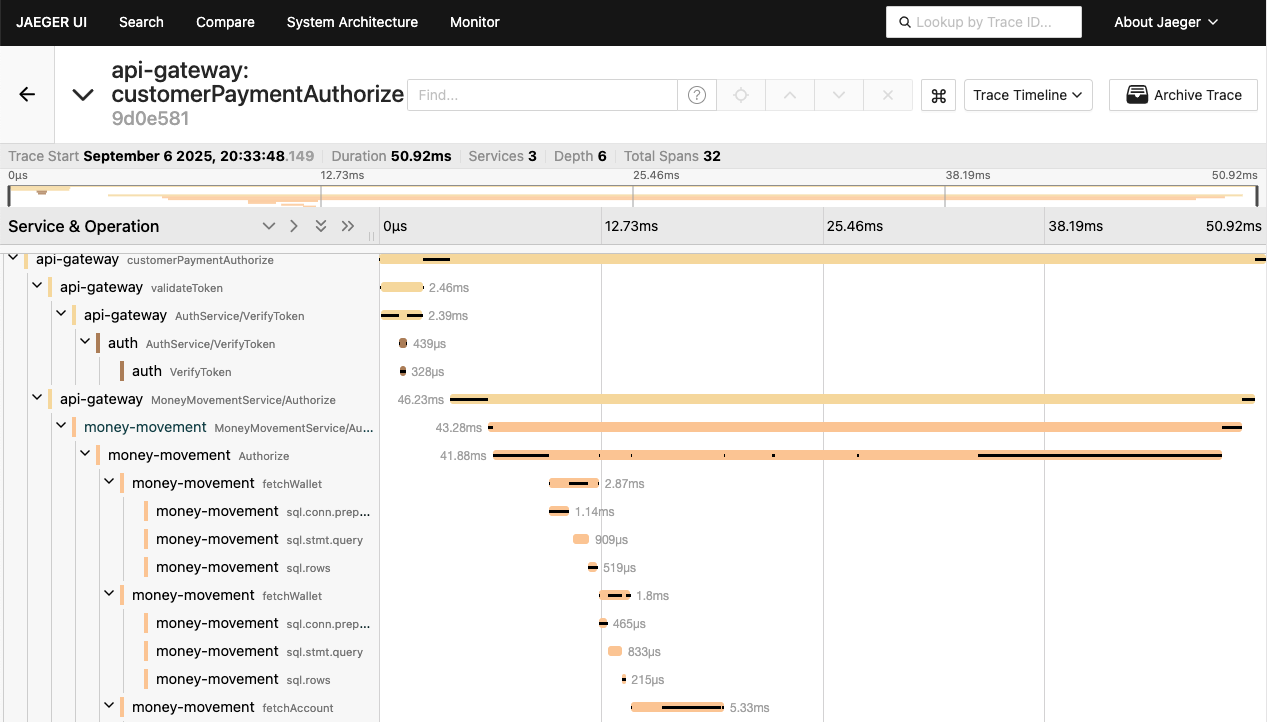 JAEGER UI Search Compare System Architecture Monitor Lookup by Trace ID... About Jaeger
api-gateway:
customerPaymentAuthorize Find... ? ⌘ Trace Timeline Archive Trace
9d0e581
Trace Start September 6 2025, 20:33:48.149 Duration 50.92ms Services 3 Depth 6 Total Spans 32
0μs 12.73ms 25.46ms 38.19ms 50.92ms
Service & Operation 0μs 12.73ms 25.46ms 38.19ms 50.92ms
api-gateway customerPaymentAuthorize
api-gateway validateToken 2.46ms
api-gateway AuthService/VerifyToken 2.39ms
auth AuthService/VerifyToken 439μs
auth VerifyToken 328μs
api-gateway MoneyMovementService/Authorize 46.23ms
money-movement MoneyMovementService/Au... 43.28ms
money-movement Authorize 41.88ms
money-movement fetchWallet 2.87ms
money-movement sql.conn.prep... 1.14ms
money-movement sql.stmt.query 909μs
money-movement sql.rows 519μs
money-movement fetchWallet 1.8ms
money-movement sql.conn.prep... 465μs
money-movement sql.stmt.query 833μs
money-movement sql.rows 215μs
money-movement fetchAccount 5.33ms